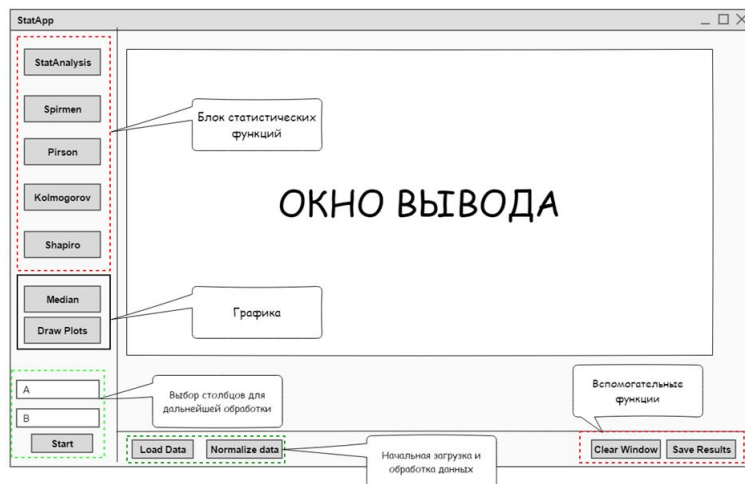 StatApp
StatAnalysis
Spirmen
Pirson
Kolmogorov
Shapiro
Блок статистических
функций
ОКНО ВЫВОДА
Median
Draw Plots
Графика
A
B
Start
Выбор столбцов для
дальнейшей обработки
Вспомогательные
функции
Load Data
Normalize data
Начальная загрузка и
обработка данных
Clear Window
Save Results